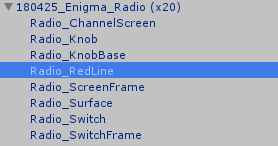 180425_Enigma_Radio (x20)
Radio_ChannelScreen
Radio_Knob
Radio_KnobBase
Radio_RedLine
Radio_ScreenFrame
Radio_Surface
Radio_Switch
Radio_SwitchFrame